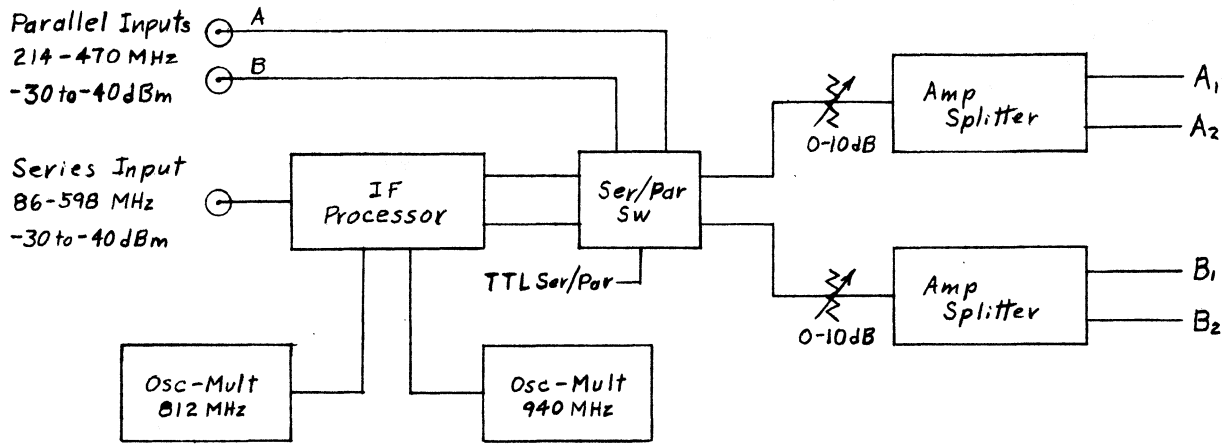 Parallel Inputs
214-470 MHz
-30 to -40 dBm
A
B
Series Input
86-598 MHz
-30 to -40 dBm
IF
Processor
Ser/Par
SW
TTL Ser/Par
Osc-Mult
812 MHz
Osc-Mult
940 MHz
0-10dB
Amp
Splitter
A1
A2
0-10dB
Amp
Splitter
B1
B2